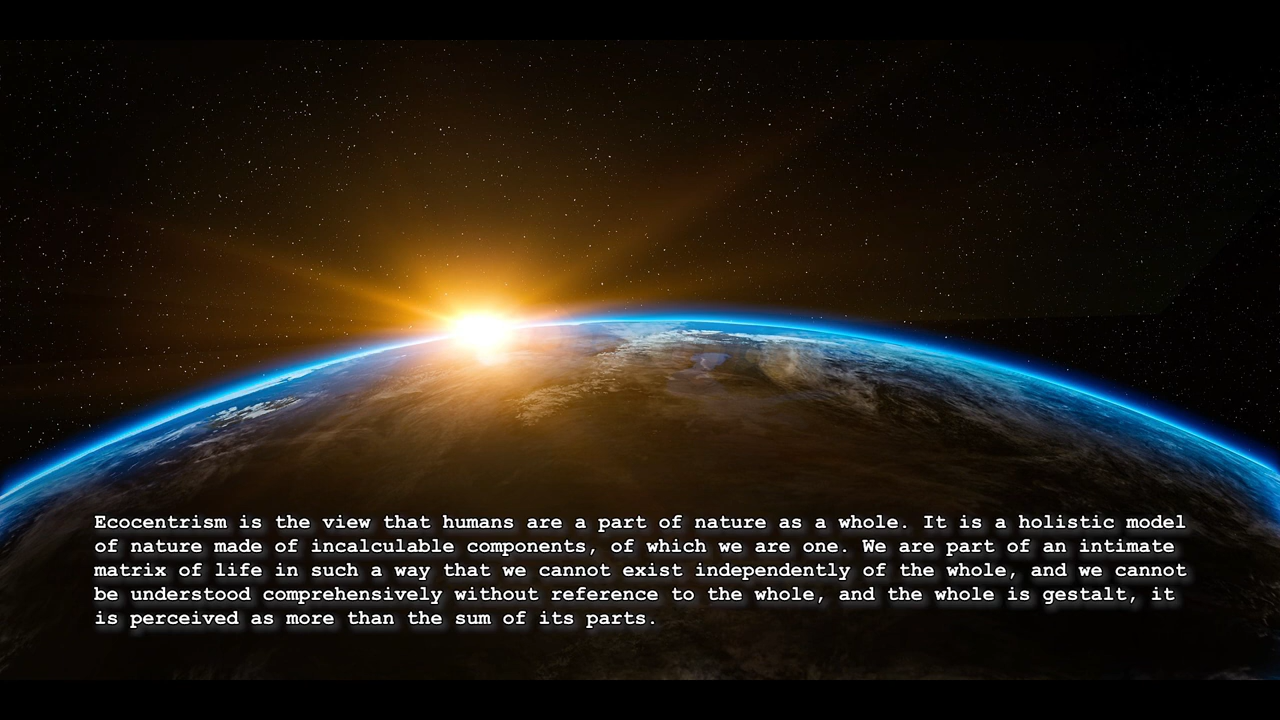 Ecocentrism is the view that humans are a part of nature as a whole. It is a holistic model
of nature made of incalculable components, of which we are one. We are part of an intimate
matrix of life in such a way that we cannot exist independently of the whole, and we cannot
be understood comprehensively without reference to the whole, and the whole is gestalt, it
is perceived as more than the sum of its parts.